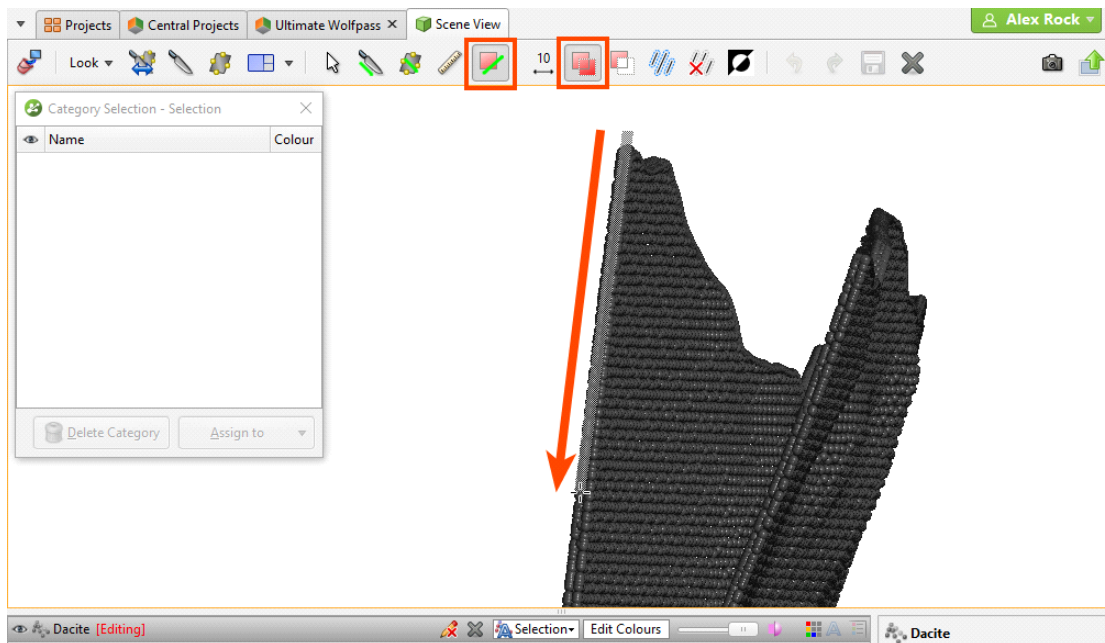 Projects Central Projects Ultimate Wolfpass Scene View Alex Rock
Look 10
Category Selection - Selection
Name Colour
Delete Category Assign to
Dacite [Editing] Selection Edit Colours Dacite